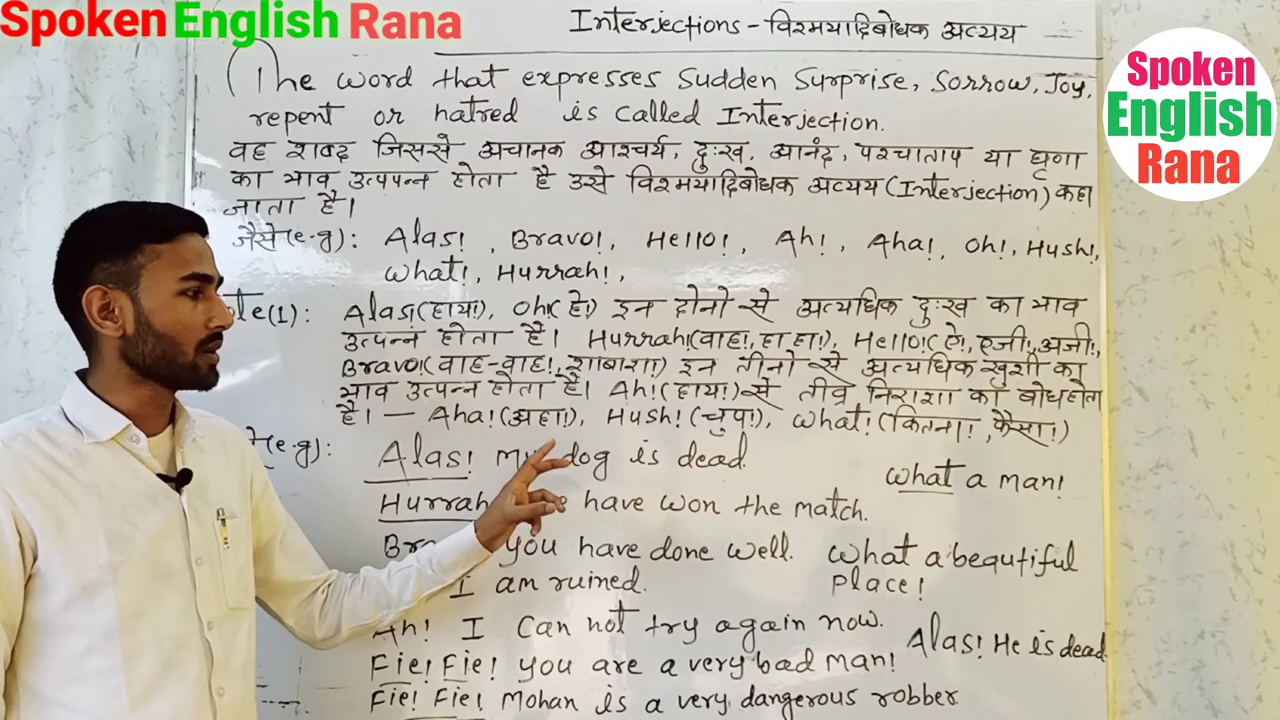 Spoken English Rana
Interjections - विस्मयादिबोधक अव्यय
Spoken
English
Rana
The word that expresses Sudden Surprise, Sorrow, Joy,
repent or hatred is called Interjection.
वह शब्द जिससे अचानक आश्चर्य, दुःख, आनंद, पश्चाताप या घृणा
का भाव उत्पपन्न होता है उसे विस्मयादिबोधक अव्यय (Interjection) कहा
जाता है।
जैसे (e.g): Alas! , Bravo!, Hello!, Ah!, Aha!, Oh!, Hush!,
What!, Hurrah!,
te(1): Alas!(हाय!), Oh!(हे!) इन दोनो से अत्यधिक दुःख का भाव
उत्पन्न होता है। Hurrah!(वाह!, हा हा!), Hello!(ऐ!, एजी!, अजी!,
Bravo!(वाह-वाह!, शाबाश!) इन तीनो से अत्यधिक खुशी का
भाव उत्पन्न होता है। Ah!(हाय!) से तीव्र निराशा का बोध होता
है। — Aha!(अहा!), Hush!(चुप!), What!(कितना!, कैसा!)
(e.g): Alas! My dog is dead.
What a man!
Hurrah have won the match.
you have done well. What a beautiful
I am ruined. Place!
Ah! I Can not try again now.
Alas! He is dead.
Fie! Fie! you are a very bad man!
Fie! Fie! Mohan is a very dangerous robber